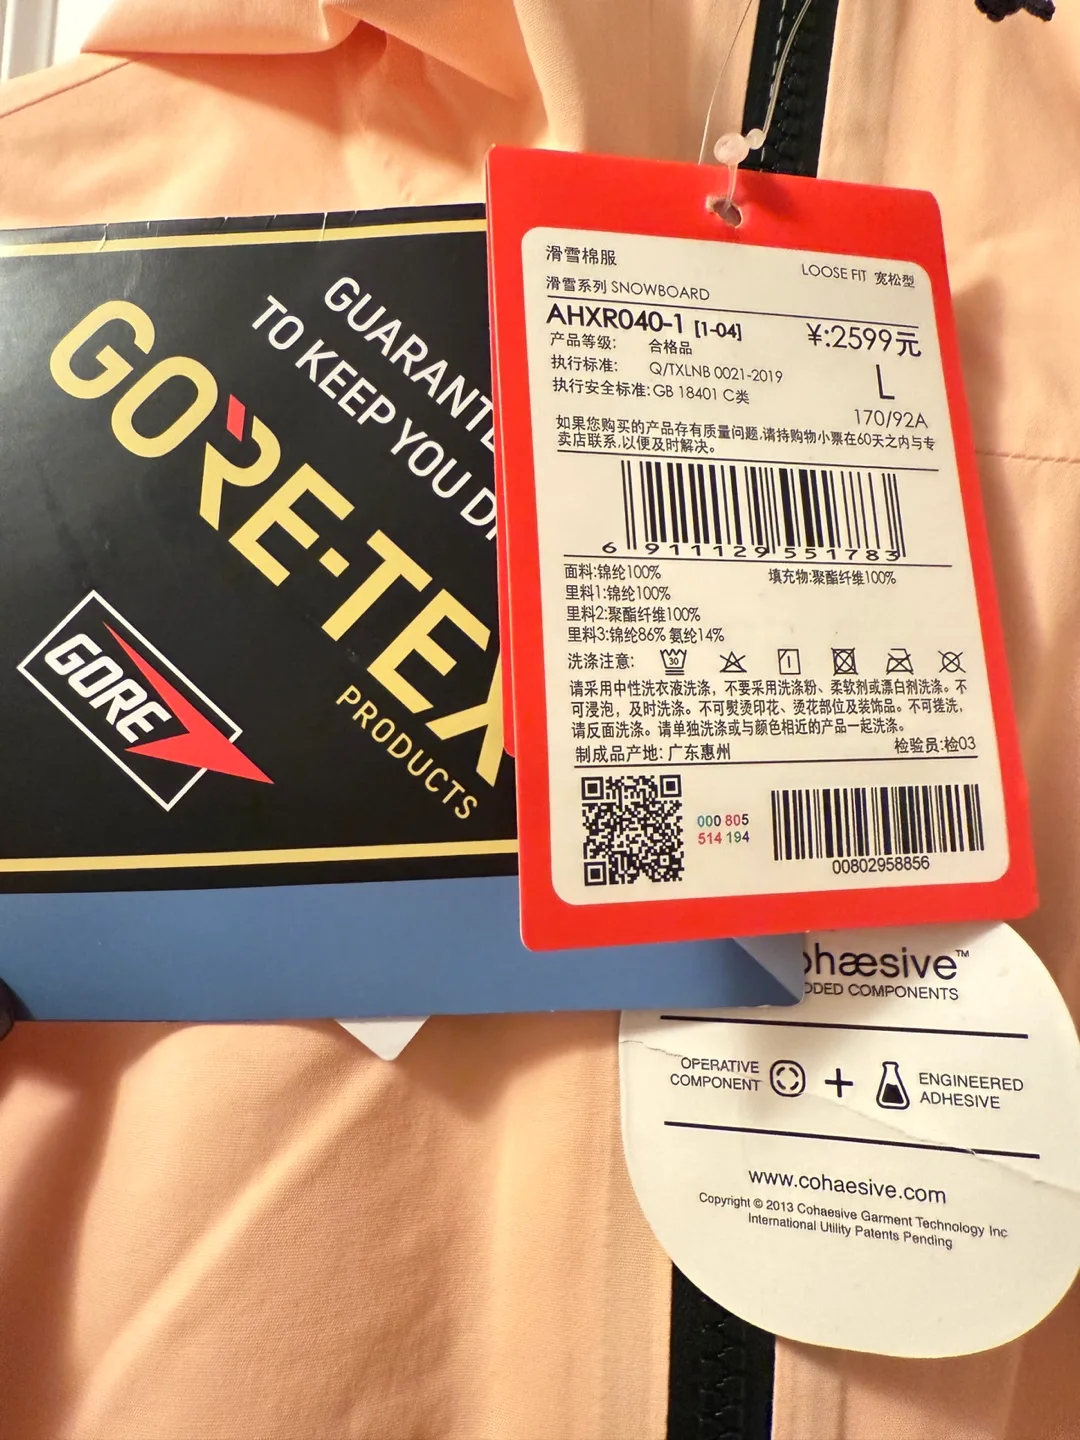 GUARANTE
TO KEEP YOU D
GORE-TEX
PRODUCTS
GORE
滑雪棉服
LOOSE FIT 宽松型
滑雪系列 SNOWBOARD
AHXR040-1 [1-04]
¥:2599元
产品等级: 合格品
执行标准: Q/TXLNB 0021-2019
L
执行安全标准: GB 18401 C类
170/92A
如果您购买的产品存有质量问题,请持购物小票在60天之内与专
卖店联系,以便及时解决。
6 911129 551783
面料:锦纶100%
填充物:聚酯纤维100%
里料1:锦纶100%
里料2:聚酯纤维100%
里料3:锦纶86% 氨纶14%
洗涤注意:
30
请采用中性洗衣液洗涤，不要采用洗涤粉、柔软剂或漂白剂洗涤。不
可浸泡，及时洗涤。不可熨烫印花、烫花部位及装饰品。不可搓洗，
请反面洗涤。请单独洗涤或与颜色相近的产品一起洗涤。
制成品产地: 广东惠州
检验员:检03
000 805
514 194
00802958856
ohæsive™
DDED COMPONENTS
OPERATIVE
COMPONENT
+
ENGINEERED
ADHESIVE
www.cohaesive.com
Copyright © 2013 Cohaesive Garment Technology Inc
International Utility Patents Pending